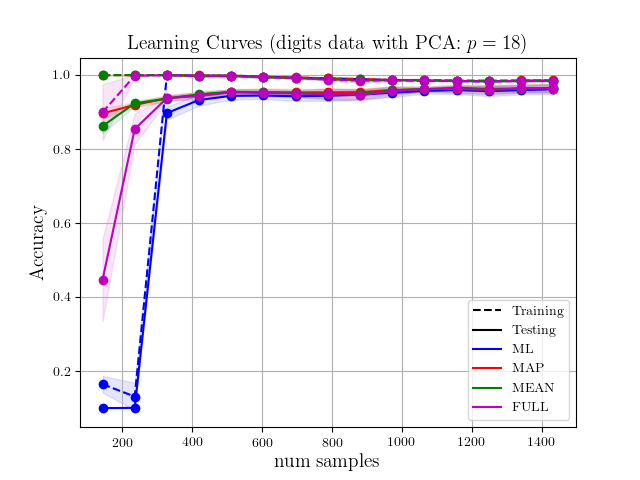 Learning Curves (digits data with PCA: p = 18)
Accuracy
1.0
0.8
0.6
0.4
0.2
200 400 600 800 1000 1200 1400
num samples
Training
Testing
ML
MAP
MEAN
FULL